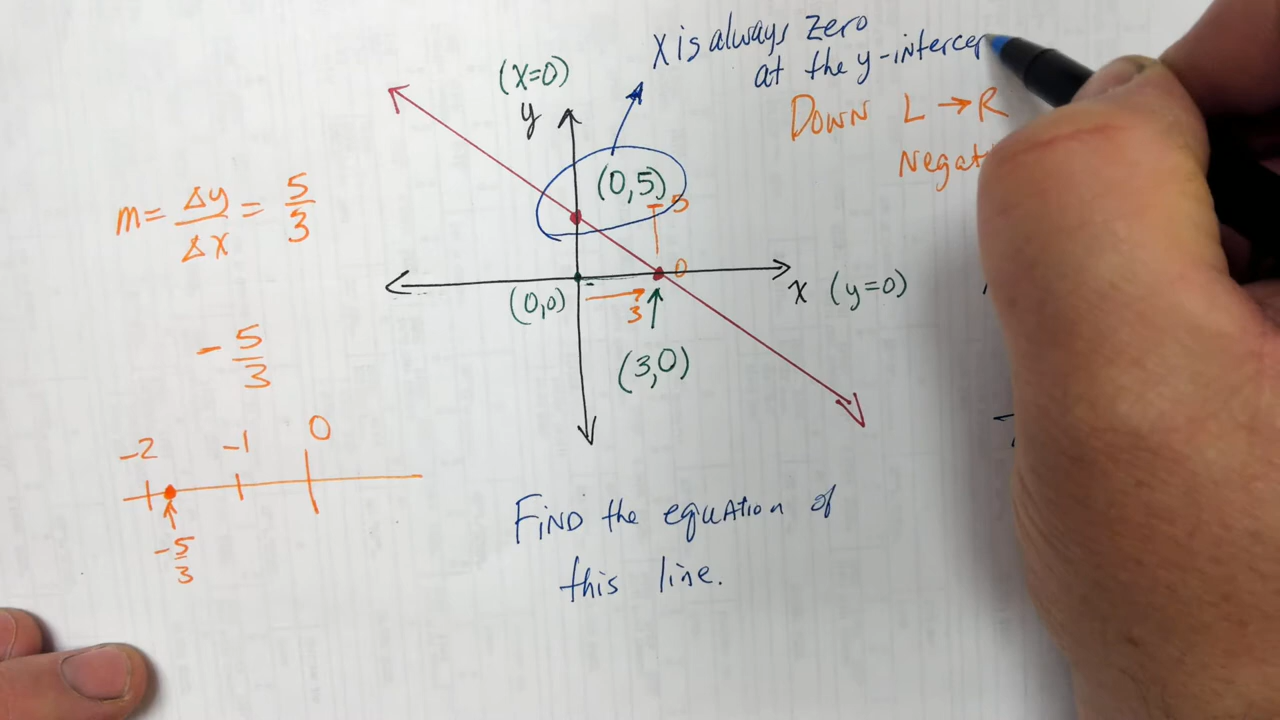 X is always Zero
at the y-intercep
(X=0)
y
DOWN L → R
Negat
(0,5)
5
m = Δy/ΔX = 5/3
0
X (y=0)
(0,0)
3
(3,0)
- 5/3
-2 -1 0
-5/3
FIND the equation of
this line.